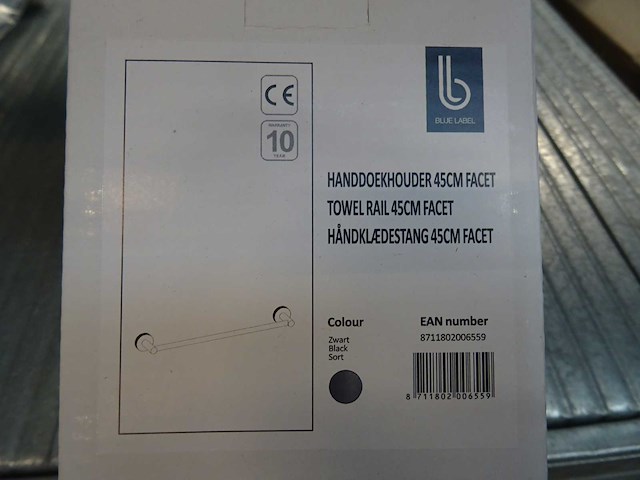 CE
WARRANTY
10
YEAR
b
BLUE LABEL
HANDDOEKHOUDER 45CM FACET
TOWEL RAIL 45CM FACET
HÅNDKLÆDESTANG 45CM FACET
Colour
Zwart
Black
Sort
EAN number
8711802006559
8 711802 006559